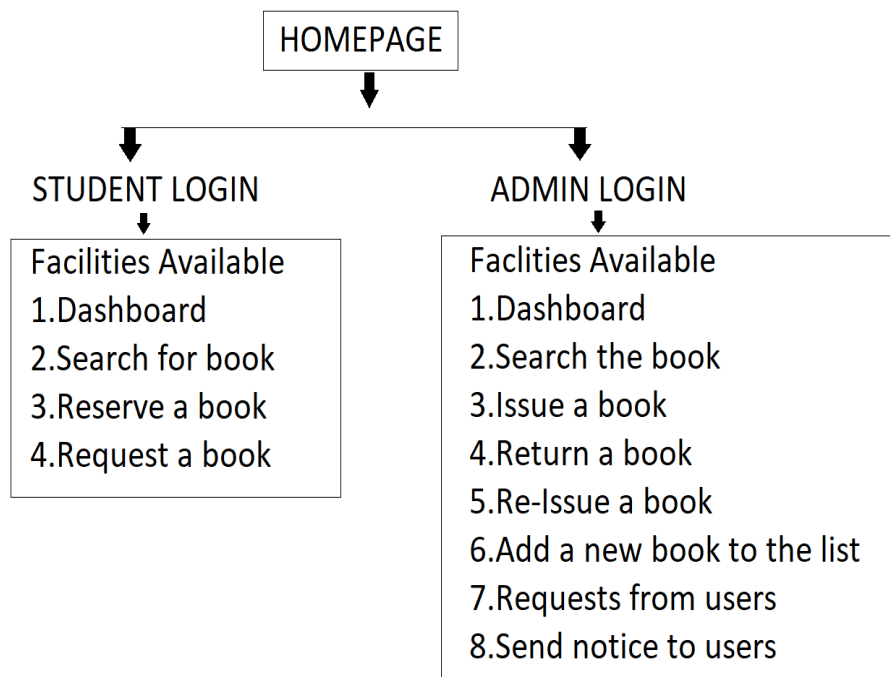 HOMEPAGE
STUDENT LOGIN
Facilities Available
1.Dashboard
2.Search for book
3.Reserve a book
4.Request a book
ADMIN LOGIN
Faclities Available
1.Dashboard
2.Search the book
3.Issue a book
4.Return a book
5.Re-Issue a book
6.Add a new book to the list
7.Requests from users
8.Send notice to users